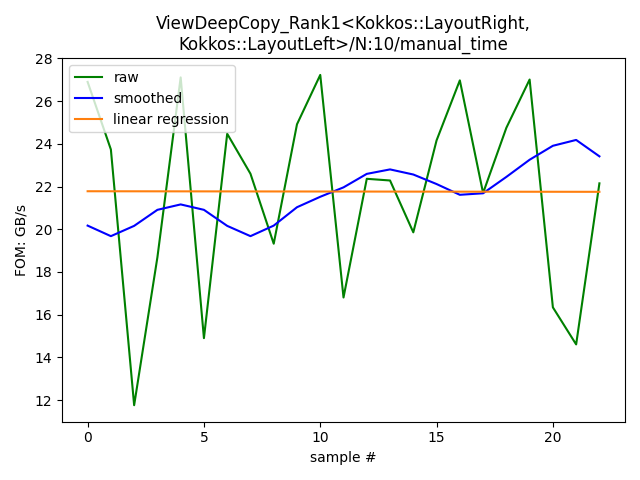 ViewDeepCopy_Rank1<Kokkos::LayoutRight,
Kokkos::LayoutLeft>/N:10/manual_time
raw
smoothed
linear regression
FOM: GB/s
28
26
24
22
20
18
16
14
12
0
5
10
15
20
sample #